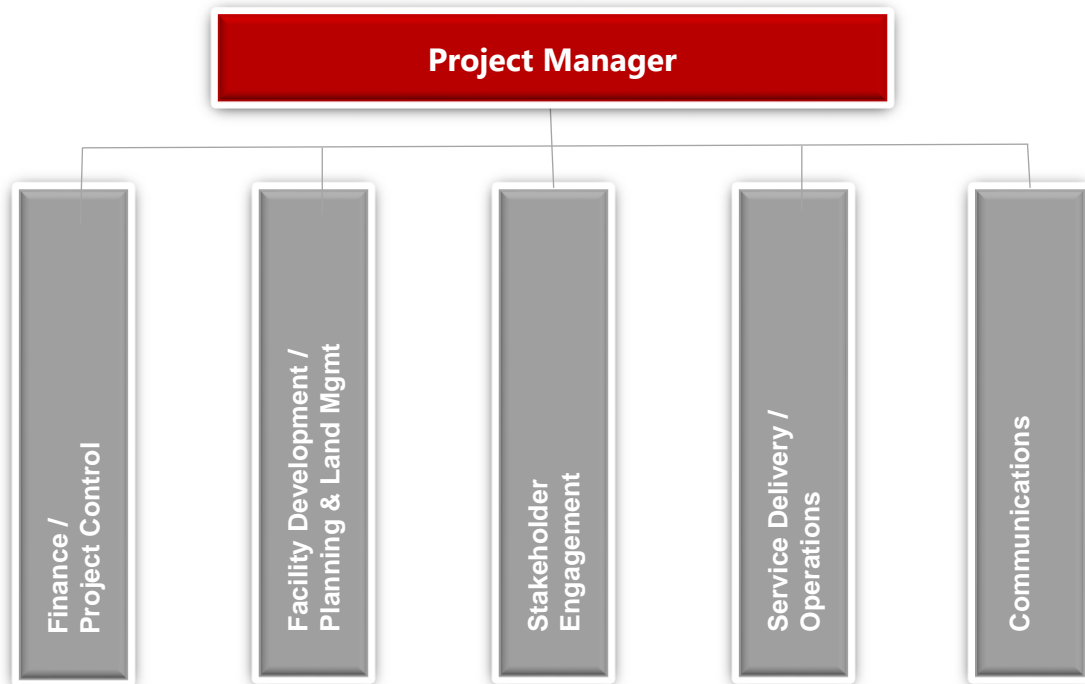 Project Manager
Finance /
Project Control
Facility Development /
Planning & Land Mgmt
Stakeholder
Engagement
Service Delivery /
Operations
Communications